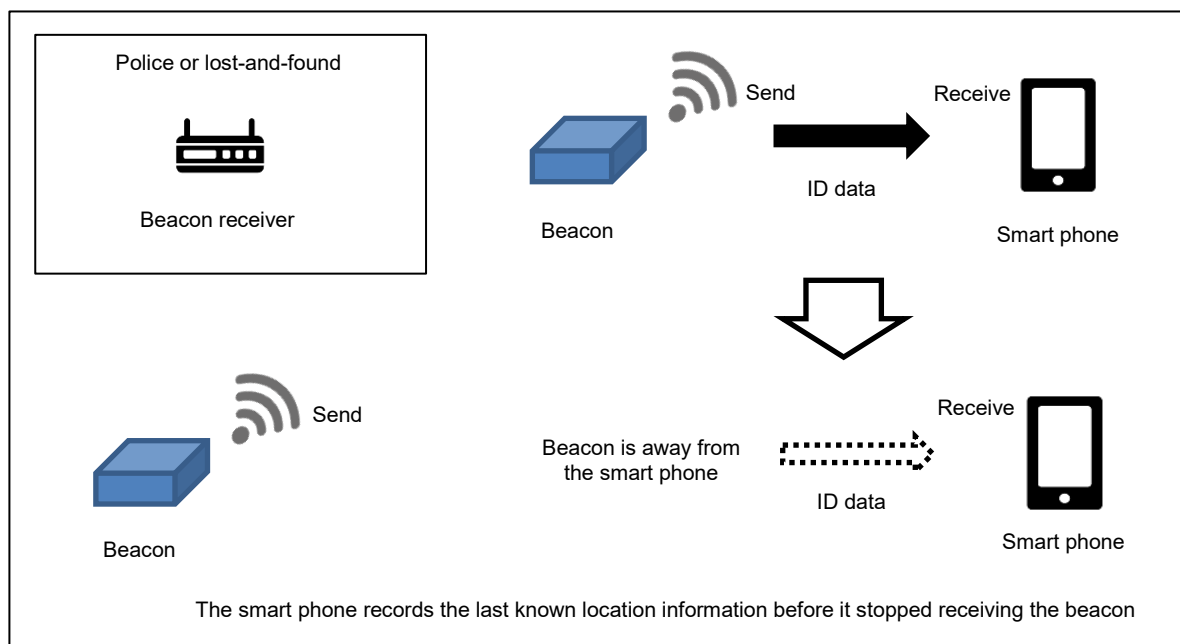 Police or lost-and-found
Beacon receiver
Send
Receive
ID data
Beacon
Smart phone
Send
Beacon
Beacon is away from
the smart phone
Receive
ID data
Smart phone
The smart phone records the last known location information before it stopped receiving the beacon